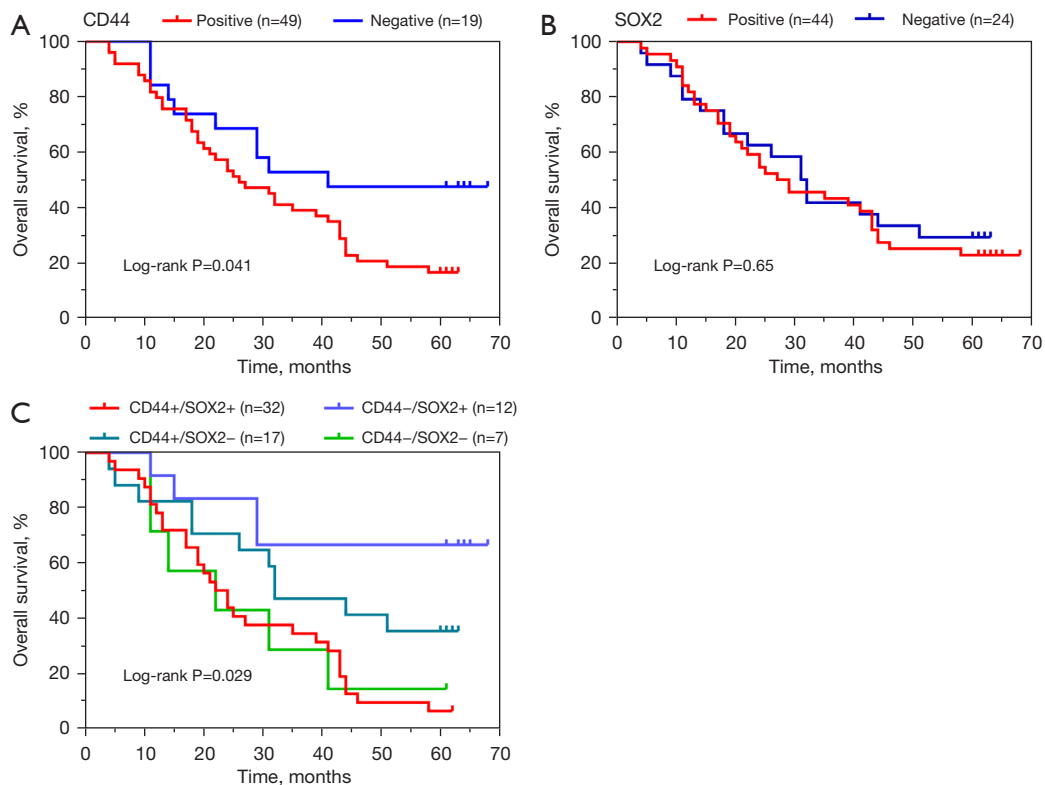 A
CD44
Positive (n=49)
Negative (n=19)
Overall survival, %
100
80
60
40
20
0
Log-rank P=0.041
0 10 20 30 40 50 60 70
Time, months
B
SOX2
Positive (n=44)
Negative (n=24)
Overall survival, %
100
80
60
40
20
0
Log-rank P=0.65
0 10 20 30 40 50 60 70
Time, months
C
CD44+/SOX2+ (n=32)
CD44−/SOX2+ (n=12)
CD44+/SOX2− (n=17)
CD44−/SOX2− (n=7)
Overall survival, %
100
80
60
40
20
0
Log-rank P=0.029
0 10 20 30 40 50 60 70
Time, months